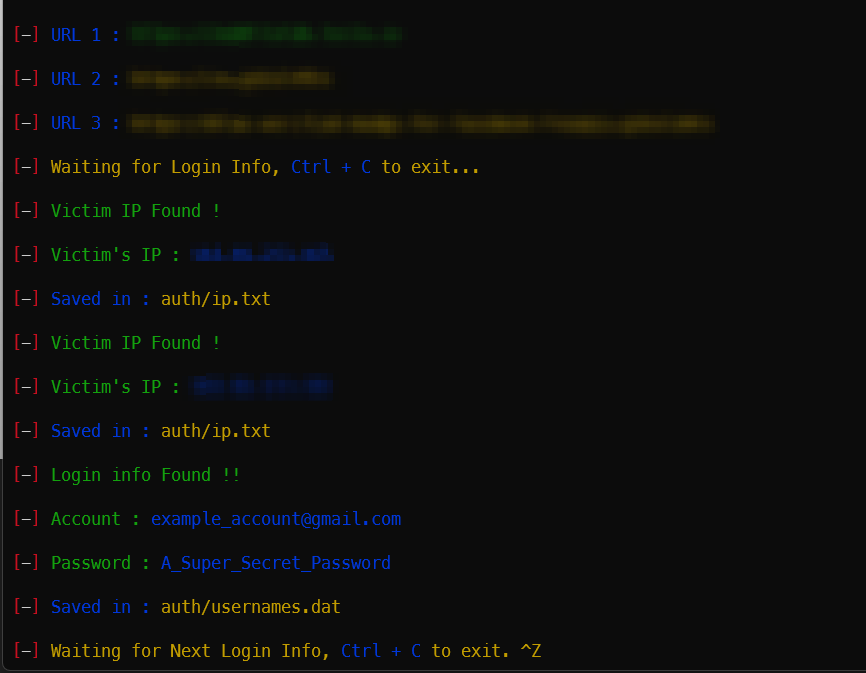 [-] URL 1 :
[-] URL 2 :
[-] URL 3 :
[-] Waiting for Login Info, Ctrl + C to exit...
[-] Victim IP Found !
[-] Victim's IP :
[-] Saved in : auth/ip.txt
[-] Victim IP Found !
[-] Victim's IP :
[-] Saved in : auth/ip.txt
[-] Login info Found !!
[-] Account : example_account@gmail.com
[-] Password : A_Super_Secret_Password
[-] Saved in : auth/usernames.dat
[-] Waiting for Next Login Info, Ctrl + C to exit. ^Z